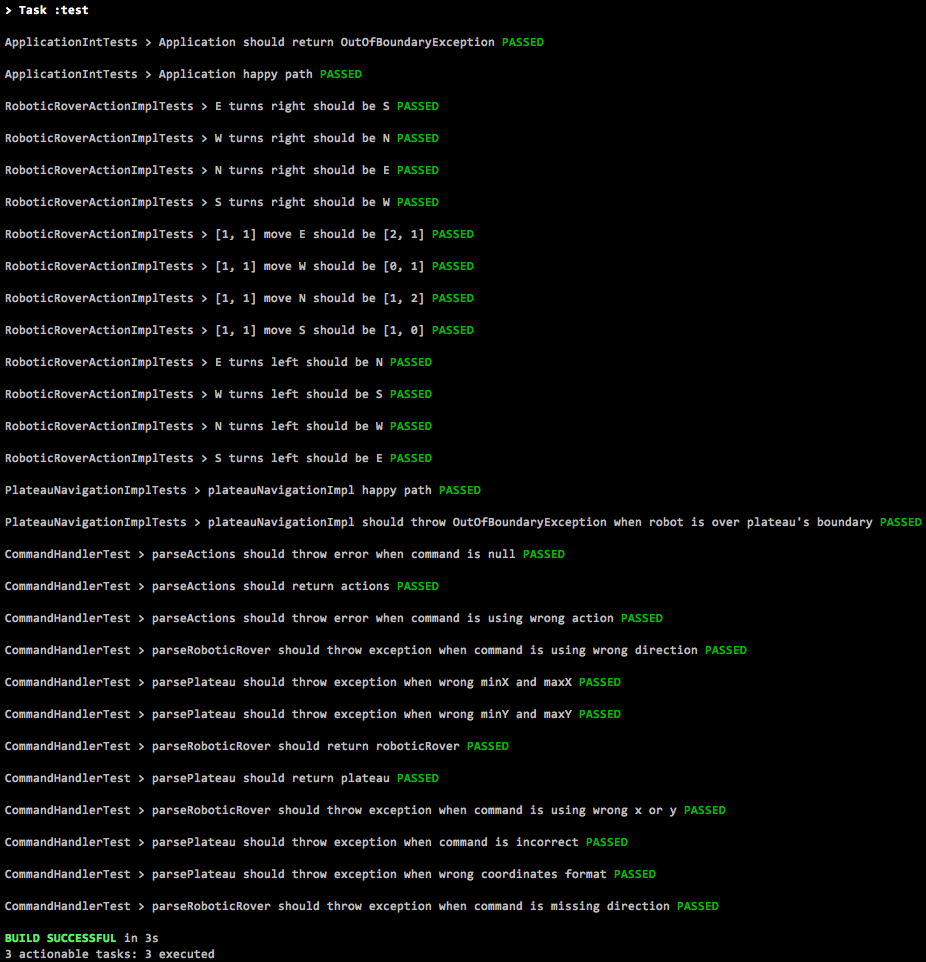 > Task :test
ApplicationIntTests > Application should return OutOfBoundaryException PASSED
ApplicationIntTests > Application happy path PASSED
RoboticRoverActionImplTests > E turns right should be S PASSED
RoboticRoverActionImplTests > W turns right should be N PASSED
RoboticRoverActionImplTests > N turns right should be E PASSED
RoboticRoverActionImplTests > S turns right should be W PASSED
RoboticRoverActionImplTests > [1, 1] move E should be [2, 1] PASSED
RoboticRoverActionImplTests > [1, 1] move W should be [0, 1] PASSED
RoboticRoverActionImplTests > [1, 1] move N should be [1, 2] PASSED
RoboticRoverActionImplTests > [1, 1] move S should be [1, 0] PASSED
RoboticRoverActionImplTests > E turns left should be N PASSED
RoboticRoverActionImplTests > W turns left should be S PASSED
RoboticRoverActionImplTests > N turns left should be W PASSED
RoboticRoverActionImplTests > S turns left should be E PASSED
PlateauNavigationImplTests > plateauNavigationImpl happy path PASSED
PlateauNavigationImplTests > plateauNavigationImpl should throw OutOfBoundaryException when robot is over plateau's boundary PASSED
CommandHandlerTest > parseActions should throw error when command is null PASSED
CommandHandlerTest > parseActions should return actions PASSED
CommandHandlerTest > parseActions should throw error when command is using wrong action PASSED
CommandHandlerTest > parseRoboticRover should throw exception when command is using wrong direction PASSED
CommandHandlerTest > parsePlateau should throw exception when wrong minX and maxX PASSED
CommandHandlerTest > parsePlateau should throw exception when wrong minY and maxY PASSED
CommandHandlerTest > parseRoboticRover should return roboticRover PASSED
CommandHandlerTest > parsePlateau should return plateau PASSED
CommandHandlerTest > parseRoboticRover should throw exception when command is using wrong x or y PASSED
CommandHandlerTest > parsePlateau should throw exception when command is incorrect PASSED
CommandHandlerTest > parsePlateau should throw exception when wrong coordinates format PASSED
CommandHandlerTest > parseRoboticRover should throw exception when command is missing direction PASSED
BUILD SUCCESSFUL in 3s
3 actionable tasks: 3 executed